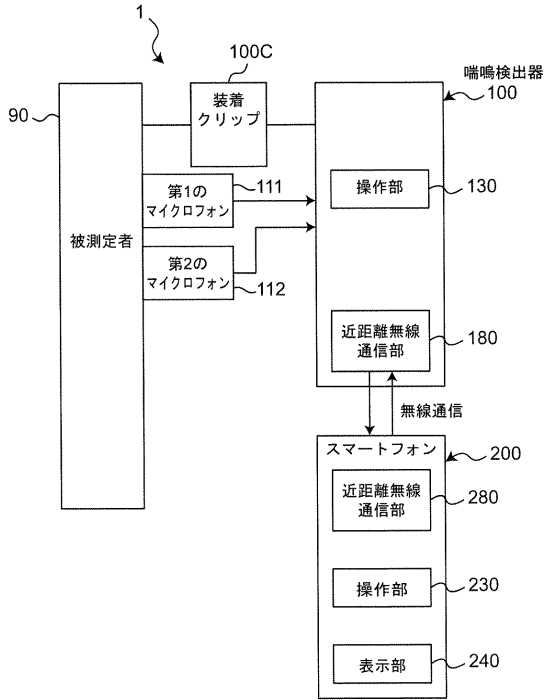 1
100C
喘鳴検出器
100
90
装着
クリップ
第1の
マイクロフォン
111
操作部
130
被測定者
第2の
マイクロフォン
112
近距離無線
通信部
180
無線通信
スマートフォン
200
近距離無線
通信部
280
操作部
230
表示部
240